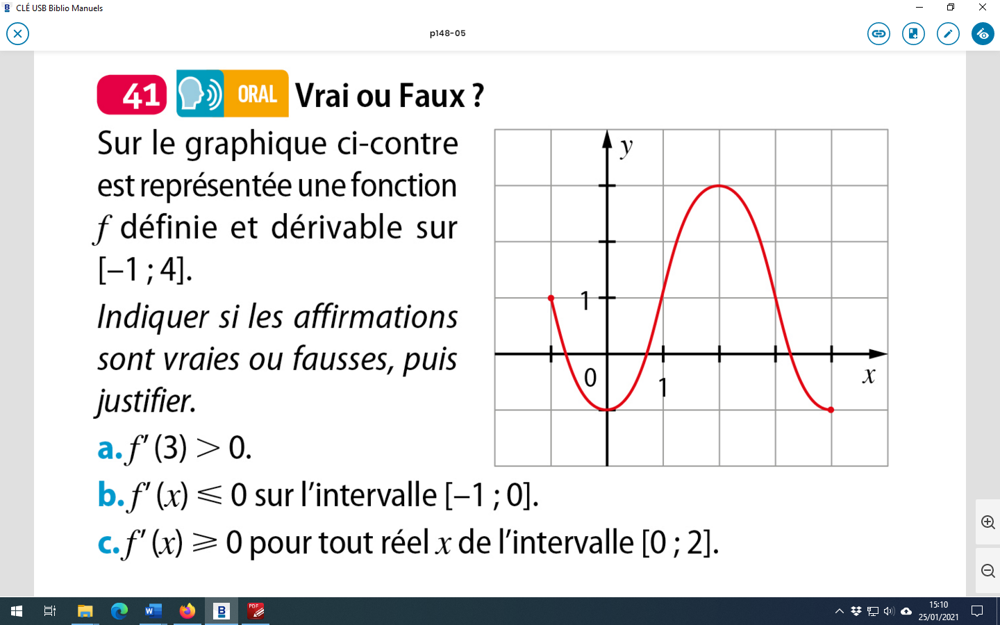 CLÉ USB Biblio Manuels
p148-05
41 ORAL Vrai ou Faux ?
Sur le graphique ci-contre
est représentée une fonction
f définie et dérivable sur
[–1 ; 4].
Indiquer si les affirmations
sont vraies ou fausses, puis
justifier.
a. f′ (3) > 0.
b. f′ (x) ⩽ 0 sur l’intervalle [–1 ; 0].
c. f′ (x) ⩾ 0 pour tout réel x de l’intervalle [0 ; 2].
y
1
0
1
x
PDF
15:10
25/01/2021